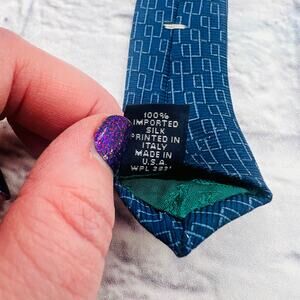 100%
IMPORTED
SILK
PRINTED IN
ITALY
MADE IN
U.S.A.
WPL